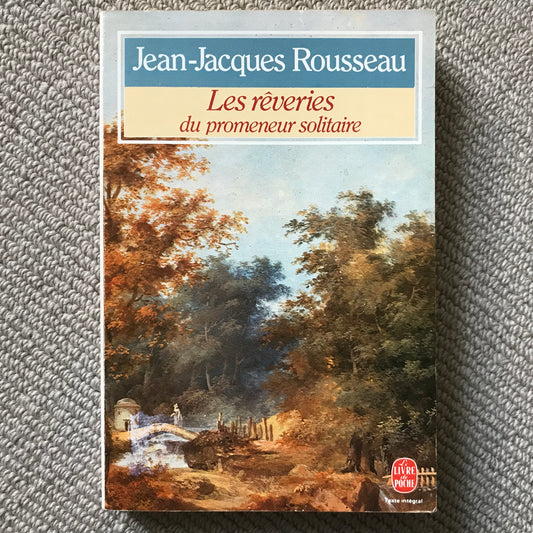 Jean-Jacques Rousseau
Les rêveries
du promeneur solitaire
Le
LIVRE
de
POCHE
Texte intégral